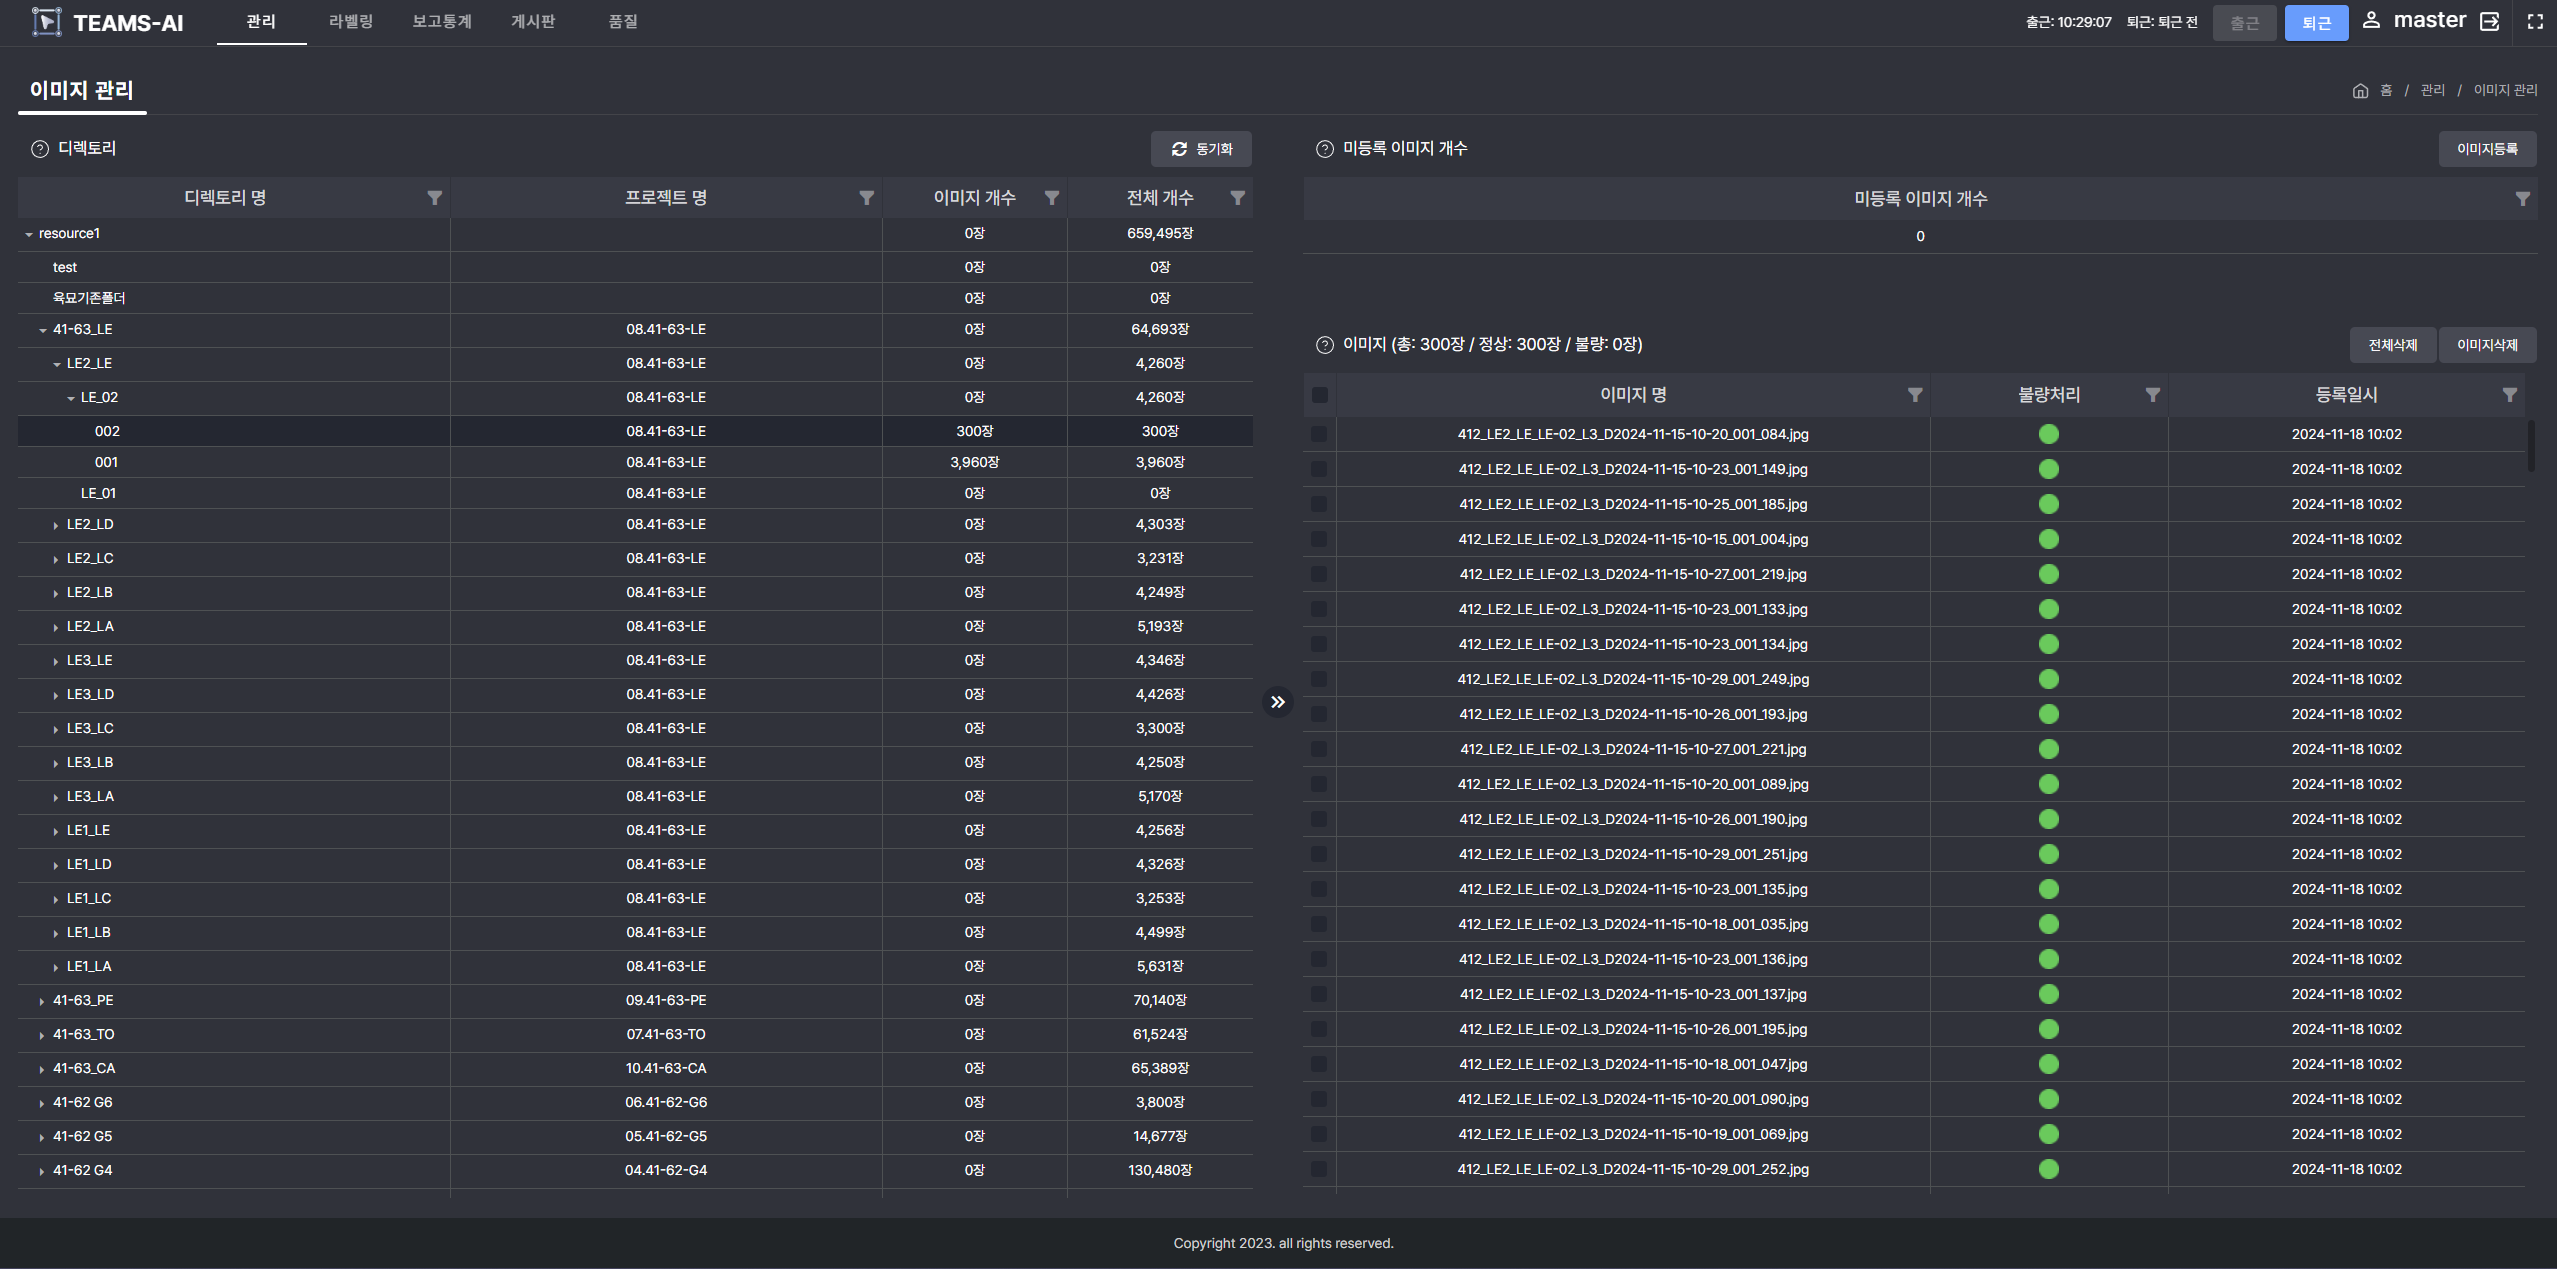 TEAMS-AI 관리 라벨링 보고통계 게시판 품질 출근: 10:29:07 퇴근: 퇴근 전 출근 퇴근 master
이미지 관리 홈 / 관리 / 이미지 관리
디렉토리 동기화
디렉토리 명 프로젝트 명 이미지 개수 전체 개수
resource1 0장 659,495장
test 0장 0장
육묘기존폴더 0장 0장
41-63_LE 08.41-63-LE 0장 64,693장
LE2_LE 08.41-63-LE 0장 4,260장
LE_02 08.41-63-LE 0장 4,260장
002 08.41-63-LE 300장 300장
001 08.41-63-LE 3,960장 3,960장
LE_01 08.41-63-LE 0장 0장
LE2_LD 08.41-63-LE 0장 4,303장
LE2_LC 08.41-63-LE 0장 3,231장
LE2_LB 08.41-63-LE 0장 4,249장
LE2_LA 08.41-63-LE 0장 5,193장
LE3_LE 08.41-63-LE 0장 4,346장
LE3_LD 08.41-63-LE 0장 4,426장
LE3_LC 08.41-63-LE 0장 3,300장
LE3_LB 08.41-63-LE 0장 4,250장
LE3_LA 08.41-63-LE 0장 5,170장
LE1_LE 08.41-63-LE 0장 4,256장
LE1_LD 08.41-63-LE 0장 4,326장
LE1_LC 08.41-63-LE 0장 3,253장
LE1_LB 08.41-63-LE 0장 4,499장
LE1_LA 08.41-63-LE 0장 5,631장
41-63_PE 09.41-63-PE 0장 70,140장
41-63_TO 07.41-63-TO 0장 61,524장
41-63_CA 10.41-63-CA 0장 65,389장
41-62 G6 06.41-62-G6 0장 3,800장
41-62 G5 05.41-62-G5 0장 14,677장
41-62 G4 04.41-62-G4 0장 130,480장
미등록 이미지 개수 이미지등록
미등록 이미지 개수
0
이미지 (총: 300장 / 정상: 300장 / 불량: 0장) 전체삭제 이미지삭제
이미지 명 불량처리 등록일시
412_LE2_LE_LE-02_L3_D2024-11-15-10-20_001_084.jpg 2024-11-18 10:02
412_LE2_LE_LE-02_L3_D2024-11-15-10-23_001_149.jpg 2024-11-18 10:02
412_LE2_LE_LE-02_L3_D2024-11-15-10-25_001_185.jpg 2024-11-18 10:02
412_LE2_LE_LE-02_L3_D2024-11-15-10-15_001_004.jpg 2024-11-18 10:02
412_LE2_LE_LE-02_L3_D2024-11-15-10-27_001_219.jpg 2024-11-18 10:02
412_LE2_LE_LE-02_L3_D2024-11-15-10-23_001_133.jpg 2024-11-18 10:02
412_LE2_LE_LE-02_L3_D2024-11-15-10-23_001_134.jpg 2024-11-18 10:02
412_LE2_LE_LE-02_L3_D2024-11-15-10-29_001_249.jpg 2024-11-18 10:02
412_LE2_LE_LE-02_L3_D2024-11-15-10-26_001_193.jpg 2024-11-18 10:02
412_LE2_LE_LE-02_L3_D2024-11-15-10-27_001_221.jpg 2024-11-18 10:02
412_LE2_LE_LE-02_L3_D2024-11-15-10-20_001_089.jpg 2024-11-18 10:02
412_LE2_LE_LE-02_L3_D2024-11-15-10-26_001_190.jpg 2024-11-18 10:02
412_LE2_LE_LE-02_L3_D2024-11-15-10-29_001_251.jpg 2024-11-18 10:02
412_LE2_LE_LE-02_L3_D2024-11-15-10-23_001_135.jpg 2024-11-18 10:02
412_LE2_LE_LE-02_L3_D2024-11-15-10-18_001_035.jpg 2024-11-18 10:02
412_LE2_LE_LE-02_L3_D2024-11-15-10-23_001_136.jpg 2024-11-18 10:02
412_LE2_LE_LE-02_L3_D2024-11-15-10-23_001_137.jpg 2024-11-18 10:02
412_LE2_LE_LE-02_L3_D2024-11-15-10-26_001_195.jpg 2024-11-18 10:02
412_LE2_LE_LE-02_L3_D2024-11-15-10-18_001_047.jpg 2024-11-18 10:02
412_LE2_LE_LE-02_L3_D2024-11-15-10-20_001_090.jpg 2024-11-18 10:02
412_LE2_LE_LE-02_L3_D2024-11-15-10-19_001_069.jpg 2024-11-18 10:02
412_LE2_LE_LE-02_L3_D2024-11-15-10-29_001_252.jpg 2024-11-18 10:02
Copyright 2023. all rights reserved.